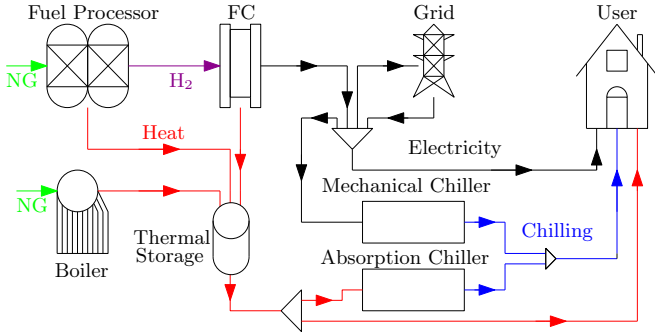 Fuel Processor
FC
Grid
User
NG
H2
Heat
Electricity
NG
Mechanical Chiller
Thermal
Storage
Chilling
Absorption Chiller
Boiler